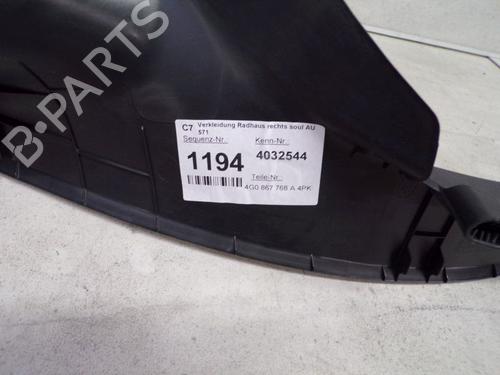 C7 Verkleidung Radhaus rechts soul AU
571
Sequenz-Nr.: Kenn-Nr.:
1194 4032544
Teile-Nr.:
4G0 867 768 A 4PK
B-PARTS